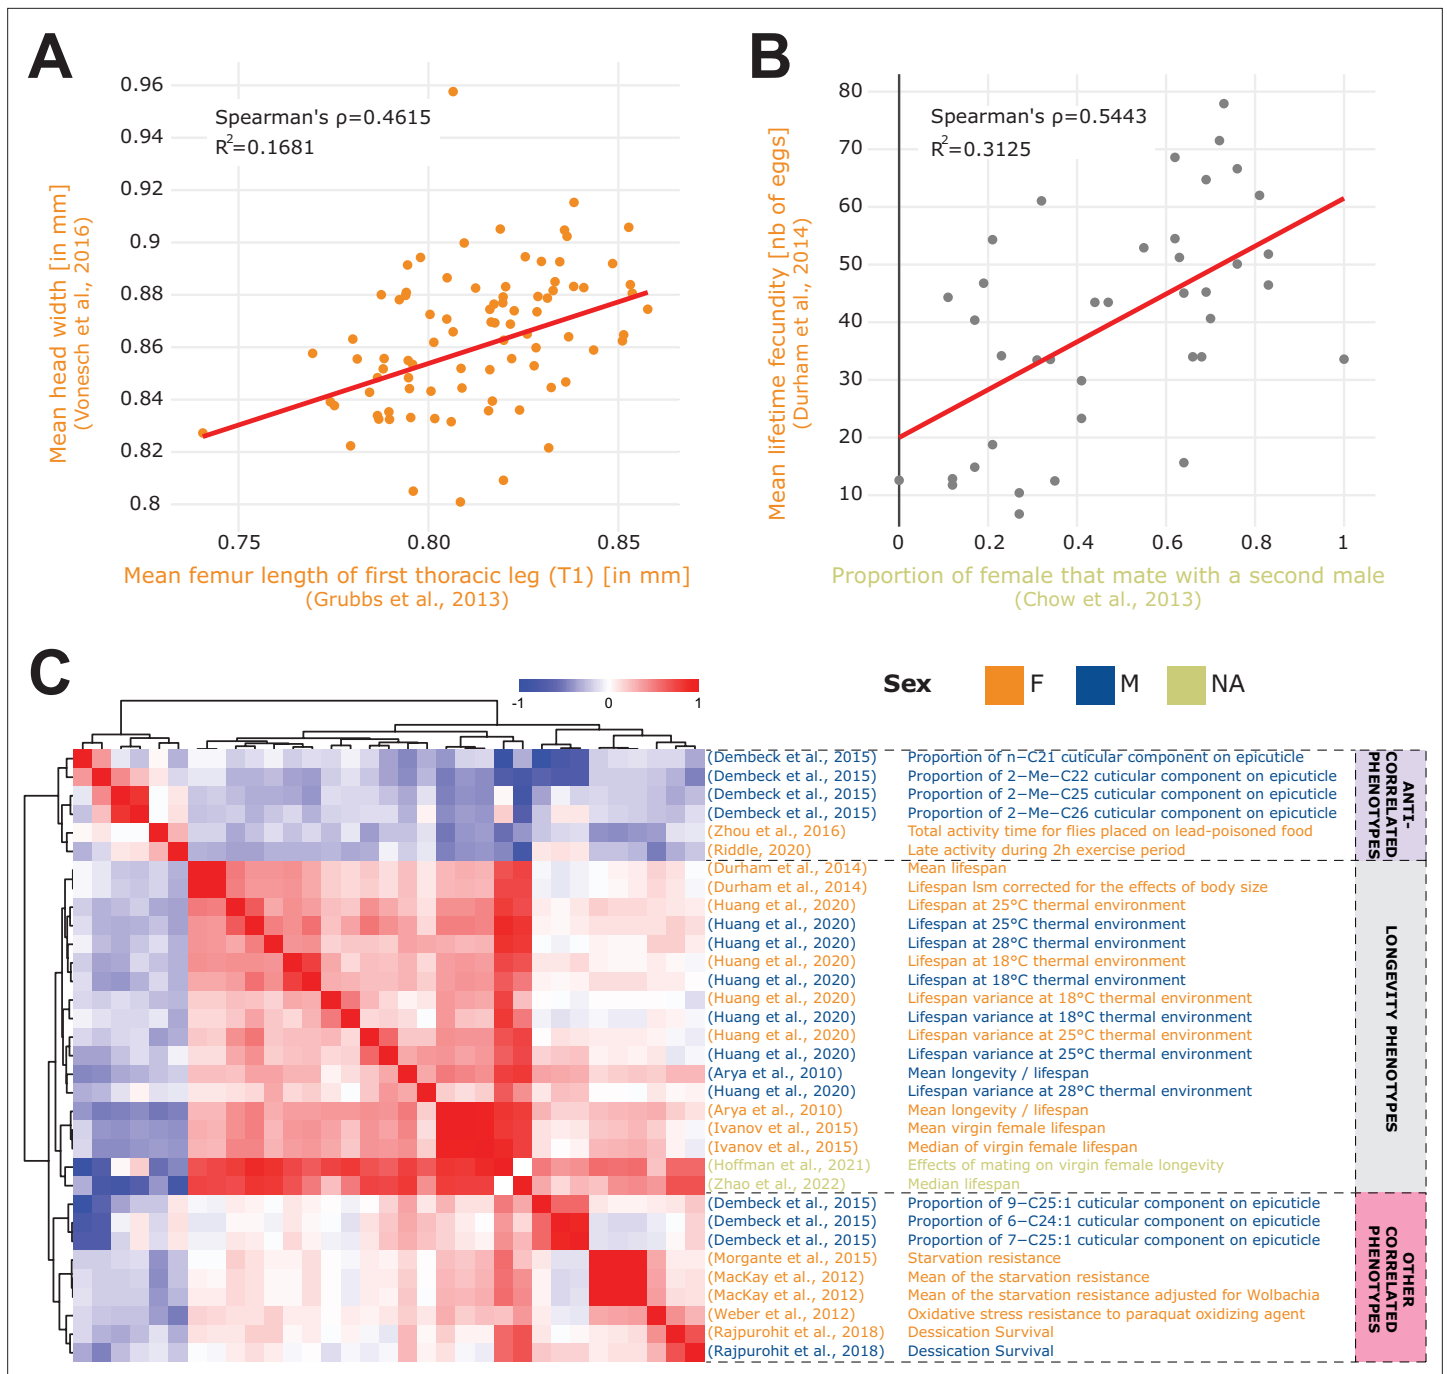 A
0.96
0.94
0.92
0.9
0.88
0.86
0.84
0.82
0.8
Spearman's ρ=0.4615
R²=0.1681
Mean head width [in mm]
(Vonesch et al., 2016)
0.75
0.80
0.85
Mean femur length of first thoracic leg (T1) [in mm]
(Grubbs et al., 2013)
B
80
70
60
50
40
30
20
10
Spearman's ρ=0.5443
R²=0.3125
Mean lifetime fecundity [nb of eggs]
(Durham et al., 2014)
0
0.2
0.4
0.6
0.8
1
Proportion of female that mate with a second male
(Chow et al., 2013)
C
-1
0
1
Sex F M NA
(Dembeck et al., 2015) Proportion of n−C21 cuticular component on epicuticle
(Dembeck et al., 2015) Proportion of 2−Me−C22 cuticular component on epicuticle
(Dembeck et al., 2015) Proportion of 2−Me−C25 cuticular component on epicuticle
(Dembeck et al., 2015) Proportion of 2−Me−C26 cuticular component on epicuticle
(Zhou et al., 2016) Total activity time for flies placed on lead−poisoned food
(Riddle, 2020) Late activity during 2h exercise period
(Durham et al., 2014) Mean lifespan
(Durham et al., 2014) Lifespan lsm corrected for the effects of body size
(Huang et al., 2020) Lifespan at 25°C thermal environment
(Huang et al., 2020) Lifespan at 25°C thermal environment
(Huang et al., 2020) Lifespan at 28°C thermal environment
(Huang et al., 2020) Lifespan at 18°C thermal environment
(Huang et al., 2020) Lifespan at 18°C thermal environment
(Huang et al., 2020) Lifespan variance at 18°C thermal environment
(Huang et al., 2020) Lifespan variance at 18°C thermal environment
(Huang et al., 2020) Lifespan variance at 25°C thermal environment
(Huang et al., 2020) Lifespan variance at 25°C thermal environment
(Arya et al., 2010) Mean longevity / lifespan
(Huang et al., 2020) Lifespan variance at 28°C thermal environment
(Arya et al., 2010) Mean longevity / lifespan
(Ivanov et al., 2015) Mean virgin female lifespan
(Ivanov et al., 2015) Median of virgin female lifespan
(Hoffman et al., 2021) Effects of mating on virgin female longevity
(Zhao et al., 2022) Median lifespan
(Dembeck et al., 2015) Proportion of 9−C25:1 cuticular component on epicuticle
(Dembeck et al., 2015) Proportion of 6−C24:1 cuticular component on epicuticle
(Dembeck et al., 2015) Proportion of 7−C25:1 cuticular component on epicuticle
(Morgante et al., 2015) Starvation resistance
(MacKay et al., 2012) Mean of the starvation resistance
(MacKay et al., 2012) Mean of the starvation resistance adjusted for Wolbachia
(Weber et al., 2012) Oxidative stress resistance to paraquat oxidizing agent
(Rajpurohit et al., 2018) Dessication Survival
(Rajpurohit et al., 2018) Dessication Survival
ANTI-
CORRELATED
PHENOTYPES
LONGEVITY PHENOTYPES
OTHER
CORRELATED
PHENOTYPES